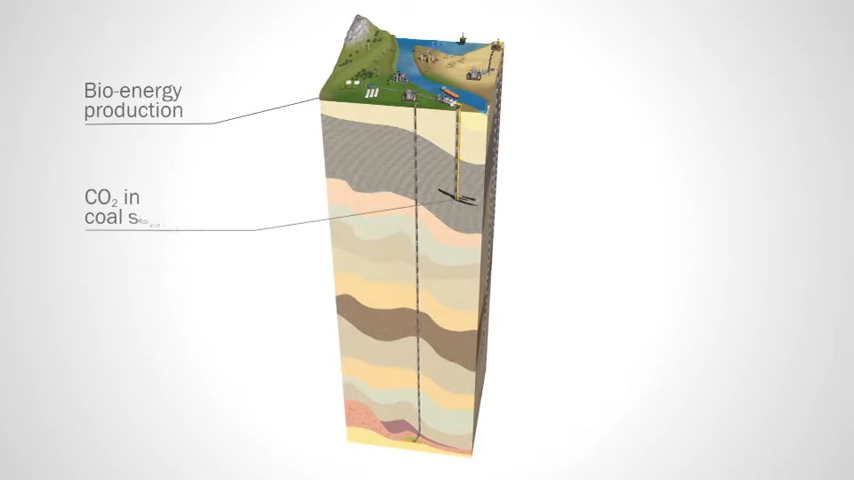 Bio-energy
production
CO₂ in
coal